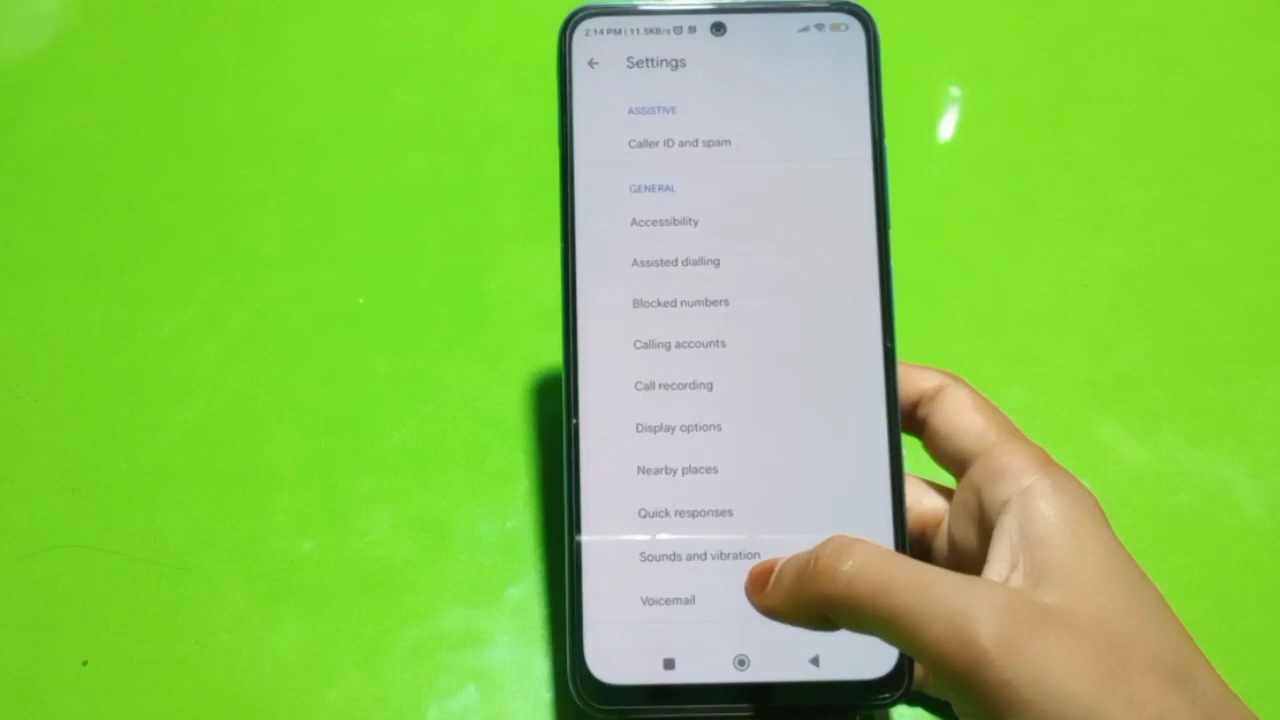 2:14 PM | 11.5KB/s
Settings
ASSISTIVE
Caller ID and spam
GENERAL
Accessibility
Assisted dialling
Blocked numbers
Calling accounts
Call recording
Display options
Nearby places
Quick responses
Sounds and vibration
Voicemail